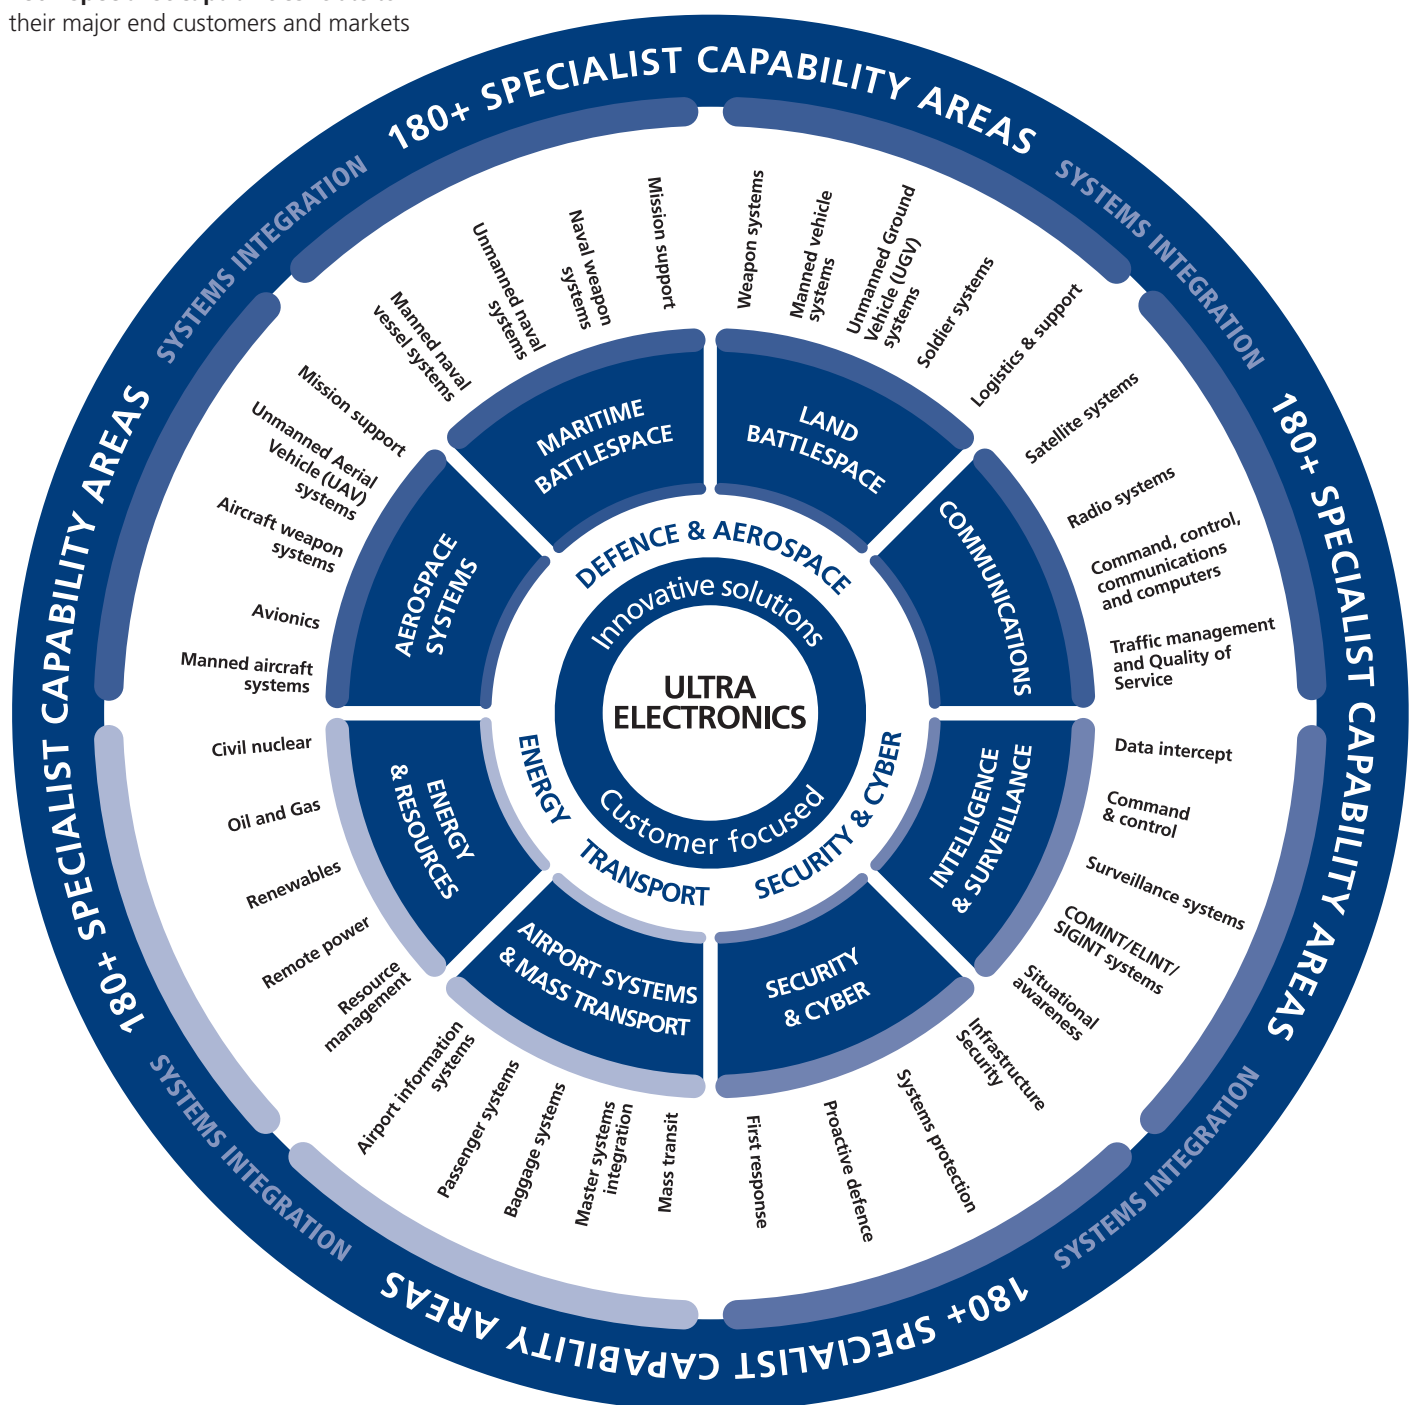 their major end customers and markets
180+ SPECIALIST CAPABILITY AREAS
SYSTEMS INTEGRATION
180+ SPECIALIST CAPABILITY AREAS
SYSTEMS INTEGRATION
180+ SPECIALIST CAPABILITY AREAS
SYSTEMS INTEGRATION
180+ SPECIALIST CAPABILITY AREAS
SYSTEMS INTEGRATION
Weapon systems
Manned vehicle
systems
Unmanned Ground
Vehicle (UGV)
systems
Soldier systems
Logistics & support
Satellite systems
Radio systems
Command, control,
communications
and computers
Traffic management
and Quality of
Service
Data intercept
Command
& control
Surveillance systems
COMINT/ELINT/
SIGINT systems
Situational
awareness
Infrastructure
Security
Systems protection
Proactive defence
First response
Mass transit
Master systems
integration
Baggage systems
Passenger systems
Airport information
systems
Resource
management
Remote power
Renewables
Oil and Gas
Civil nuclear
Manned aircraft
systems
Avionics
Aircraft weapon
systems
Unmanned Aerial
Vehicle (UAV)
systems
Mission support
Manned naval
vessel systems
Unmanned naval
systems
Naval weapon
systems
Mission support
LAND
BATTLESPACE
COMMUNICATIONS
INTELLIGENCE
& SURVEILLANCE
SECURITY
& CYBER
AIRPORT SYSTEMS
& MASS TRANSPORT
ENERGY
& RESOURCES
AEROSPACE
SYSTEMS
MARITIME
BATTLESPACE
DEFENCE & AEROSPACE
SECURITY & CYBER
TRANSPORT
ENERGY
Innovative solutions
ULTRA
ELECTRONICS
Customer focused